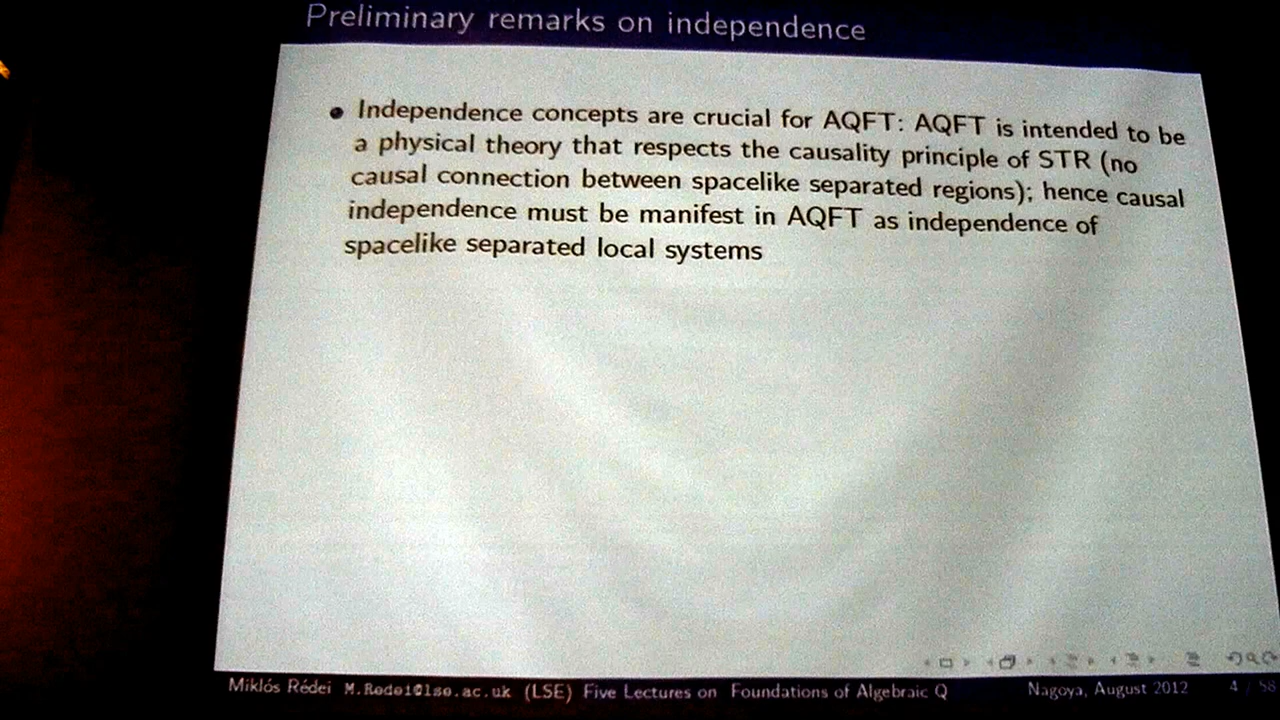 Preliminary remarks on independence
Independence concepts are crucial for AQFT: AQFT is intended to be
a physical theory that respects the causality principle of STR (no
causal connection between spacelike separated regions); hence causal
independence must be manifest in AQFT as independence of
spacelike separated local systems
Miklós Rédei M.Redei@lse.ac.uk (LSE) Five Lectures on Foundations of Algebraic Q Nagoya, August 2012 4 / 58